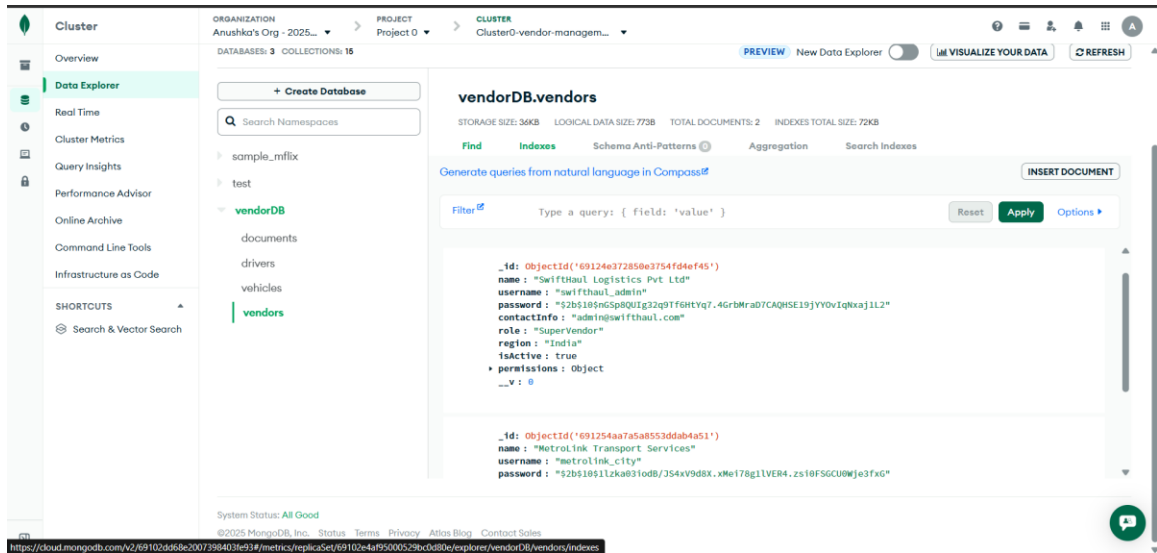 Cluster
ORGANIZATION
Anushka's Org - 2025...
PROJECT
Project 0
CLUSTER
Cluster0-vendor-managem...
A
Overview
Data Explorer
Real Time
Cluster Metrics
Query Insights
Performance Advisor
Online Archive
Command Line Tools
Infrastructure as Code
SHORTCUTS
Search & Vector Search
DATABASES: 3 COLLECTIONS: 15
PREVIEW New Data Explorer
VISUALIZE YOUR DATA
REFRESH
+ Create Database
Search Namespaces
sample_mflix
test
vendorDB
documents
drivers
vehicles
vendors
vendorDB.vendors
STORAGE SIZE: 36KB LOGICAL DATA SIZE: 773B TOTAL DOCUMENTS: 2 INDEXES TOTAL SIZE: 72KB
Find Indexes Schema Anti-Patterns 0 Aggregation Search Indexes
Generate queries from natural language in Compass
INSERT DOCUMENT
Filter
Type a query: { field: 'value' }
Reset
Apply
Options
_id: ObjectId('69124e372850e3754fd4ef45')
name : "SwiftHaul Logistics Pvt Ltd"
username : "swifthaul_admin"
password : "$2b$10$nGSp8QUIg32q9Tf6HtYq7.4GrbMraD7CAQHSE19jYYOvIqNxaj1L2"
contactInfo : "admin@swifthaul.com"
role : "SuperVendor"
region : "India"
isActive : true
permissions : Object
__v : 0
_id: ObjectId('691254aa7a5a8553ddab4a51')
name : "MetroLink Transport Services"
username : "metrolink_city"
password : "$2b$10$1lzka03iodB/JS4xV9d8X.xMei78g1lVER4.zsi0FSGCU0Wje3fxG"
System Status: All Good
©2025 MongoDB, Inc. Status Terms Privacy Atlas Blog Contact Sales
https://cloud.mongodb.com/v2/69102dd68e2007398403fe93#/metrics/replicaSet/69102e4af95000529bc0d80e/explorer/vendorDB/vendors/indexes